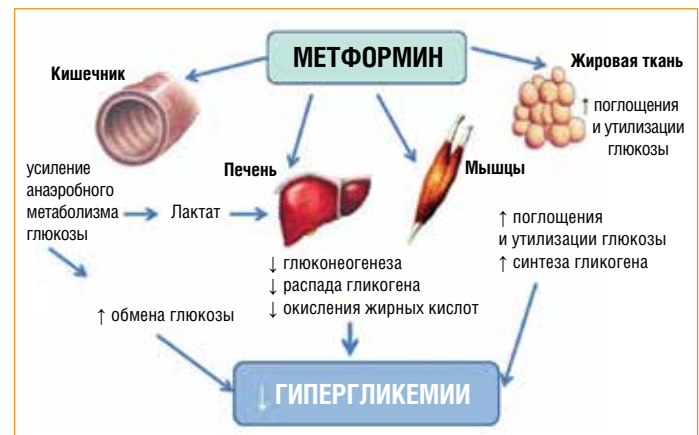 МЕТФОРМИН
Кишечник
Жировая ткань
↑ поглощения
и утилизации
глюкозы
усиление
анаэробного
метаболизма
глюкозы
Лактат
Печень
Мышцы
↓ глюконеогенеза
↓ распада гликогена
↓ окисления жирных кислот
↑ поглощения
и утилизации глюкозы
↑ синтеза гликогена
↑ обмена глюкозы
↓ ГИПЕРГЛИКЕМИИ